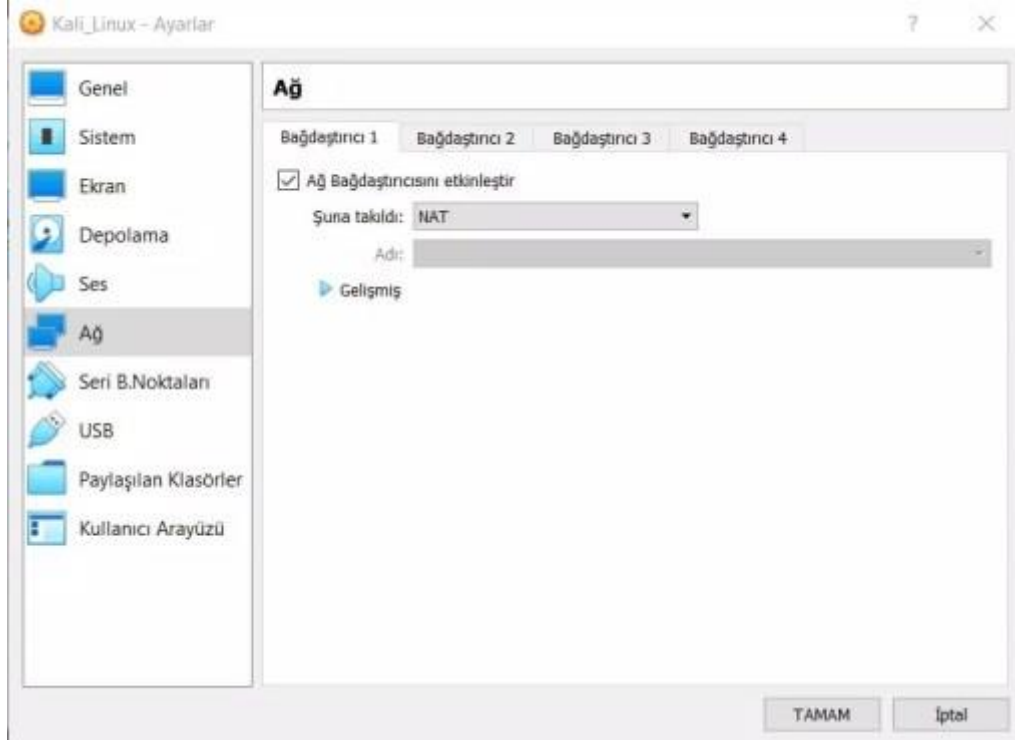 Kali_Linux - Ayarlar
?
Genel
Sistem
Ekran
Depolama
Ses
Ağ
Seri B.Noktaları
USB
Paylaşılan Klasörler
Kullanıcı Arayüzü
Ağ
Bağdaştırıcı 1 Bağdaştırıcı 2 Bağdaştırıcı 3 Bağdaştırıcı 4
Ağ Bağdaştırıcısını etkinleştir
Şuna takıldı: NAT
Adı:
Gelişmiş
TAMAM İptal